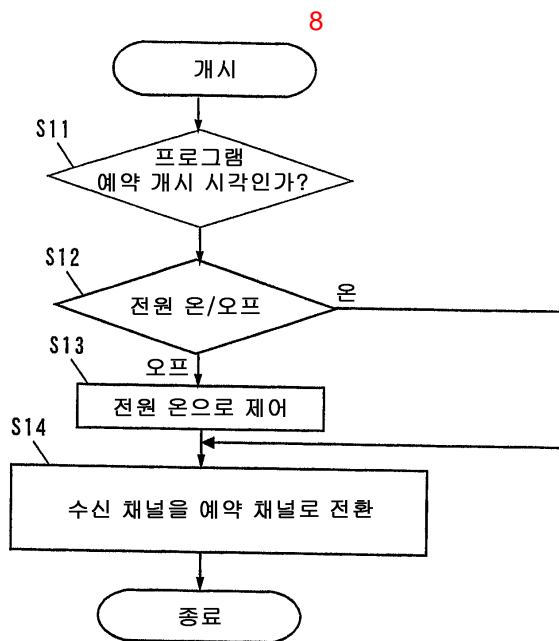 8
개시
S11
프로그램
예약 개시 시각인가?
S12
전원 온/오프
온
오프
S13
전원 온으로 제어
S14
수신 채널을 예약 채널로 전환
종료